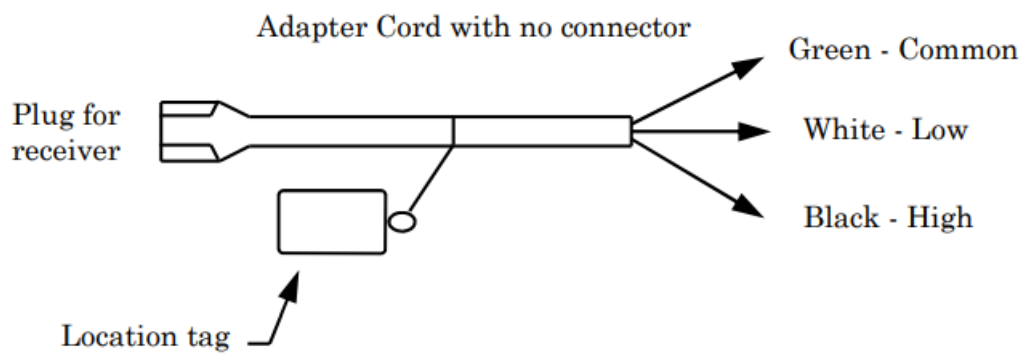 Adapter Cord with no connector
Green - Common
Plug for
receiver
White - Low
Black - High
Location tag